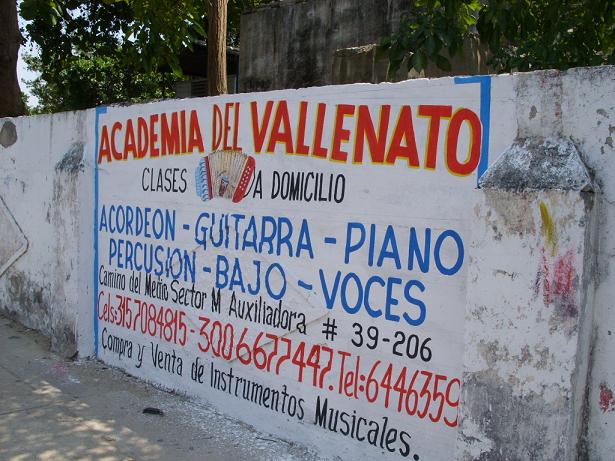 ACADEMIA DEL VALLENATO
CLASES A DOMICILIO
ACORDEON - GUITARRA - PIANO
PERCUSION - BAJO - VOCES
Camino del Medio Sector M Auxiliadora # 39-206
Cels: 3157084815 - 3006677447. Tel: 6446359
Compra y Venta de Instrumentos Musicales.